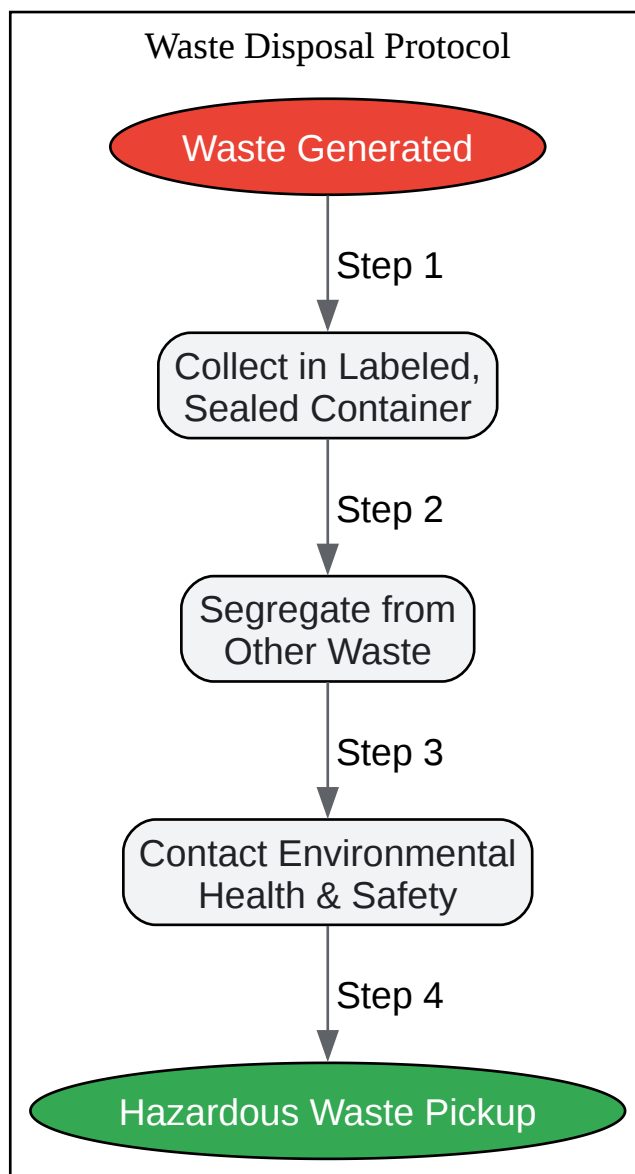 Waste Disposal Protocol
Waste Generated
Step 1
Collect in Labeled,
Sealed Container
Step 2
Segregate from
Other Waste
Step 3
Contact Environmental
Health & Safety
Step 4
Hazardous Waste Pickup